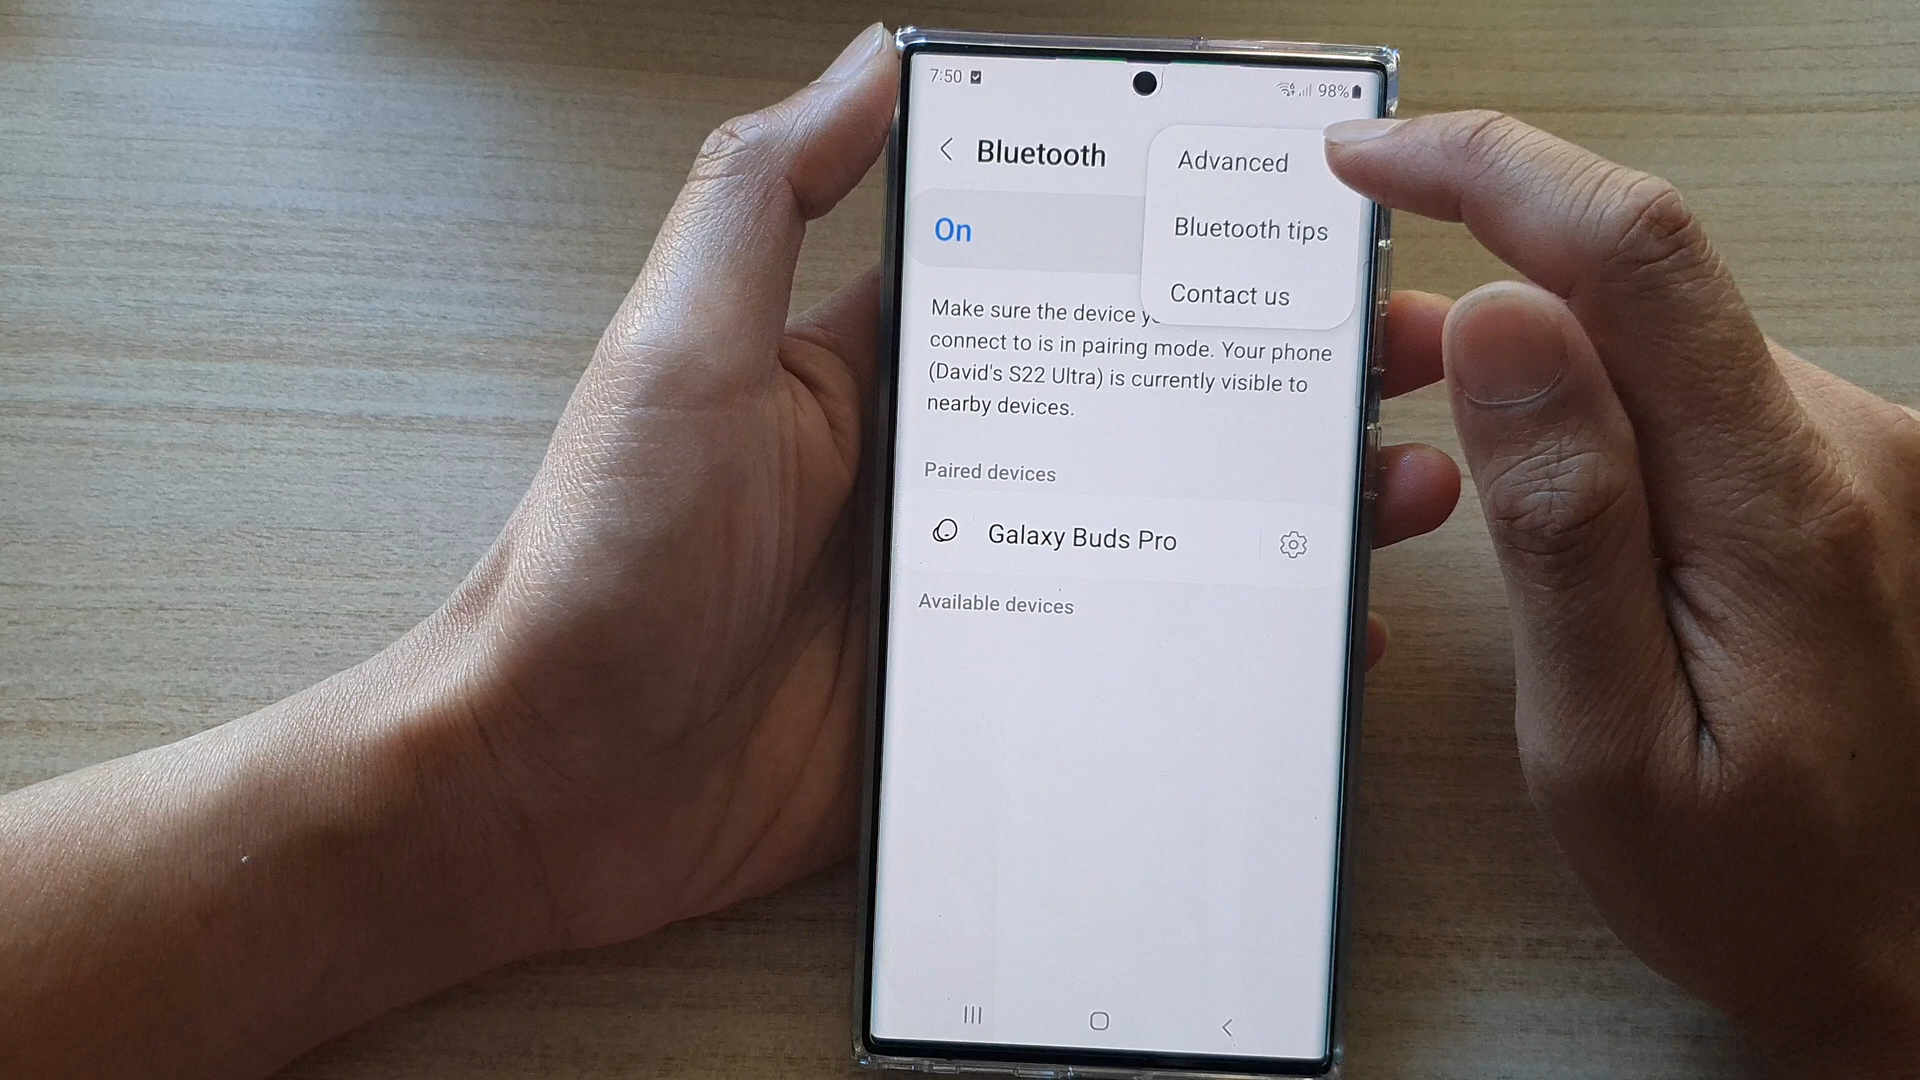 7:50
98%
Bluetooth
Advanced
On
Bluetooth tips
Contact us
Make sure the device
connect to is in pairing mode. Your phone
(David's S22 Ultra) is currently visible to
nearby devices.
Paired devices
Galaxy Buds Pro
Available devices